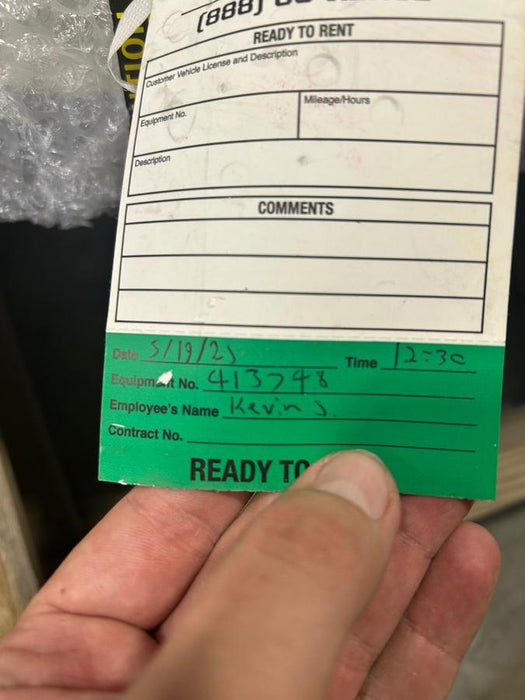 (888)
READY TO RENT
Customer Vehicle License and Description
Equipment No.
Mileage/Hours
Description
COMMENTS
Date 5/19/25 Time 12:30
Equipment No. 413748
Employee's Name Kevin S.
Contract No.
READY TO